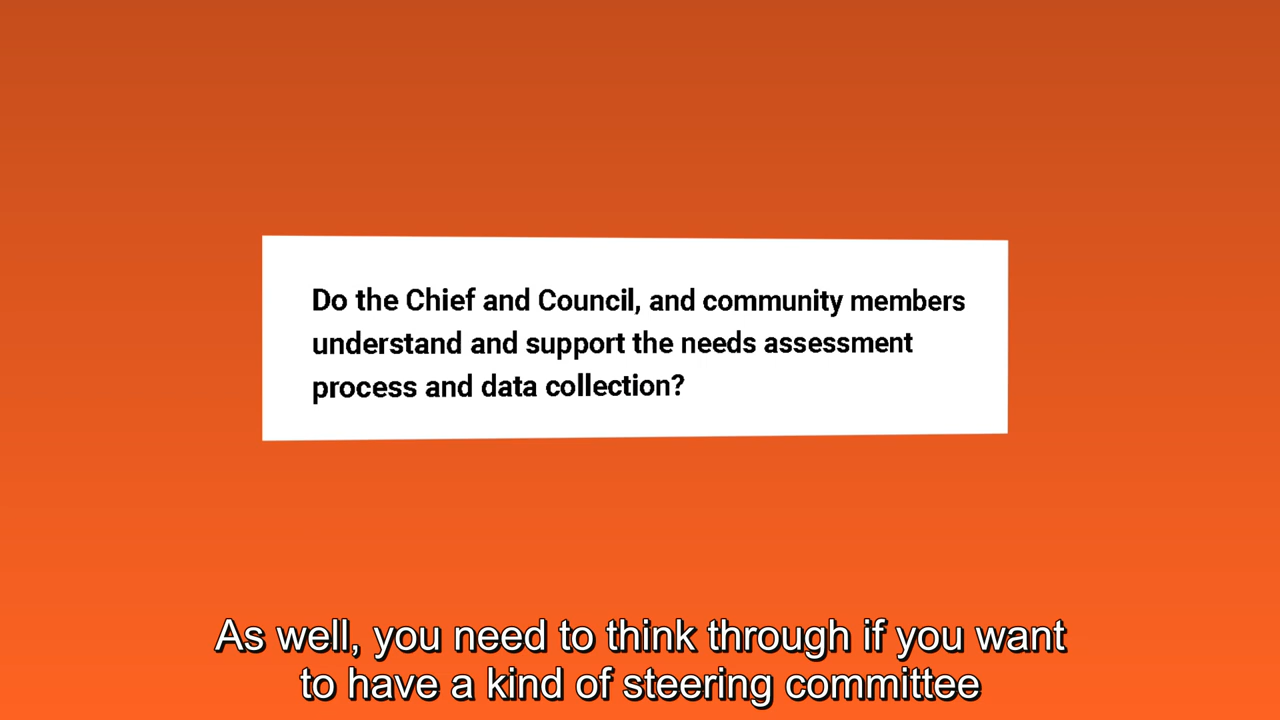 Do the Chief and Council, and community members
understand and support the needs assessment
process and data collection?
As well, you need to think through if you want
to have a kind of steering committee